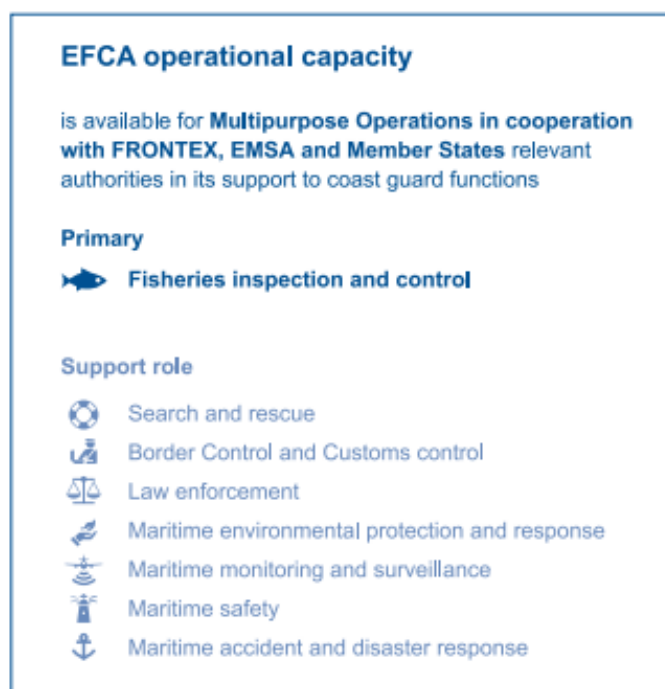 EFCA operational capacity
is available for Multipurpose Operations in cooperation
with FRONTEX, EMSA and Member States relevant
authorities in its support to coast guard functions
Primary
Fisheries inspection and control
Support role
Search and rescue
Border Control and Customs control
Law enforcement
Maritime environmental protection and response
Maritime monitoring and surveillance
Maritime safety
Maritime accident and disaster response